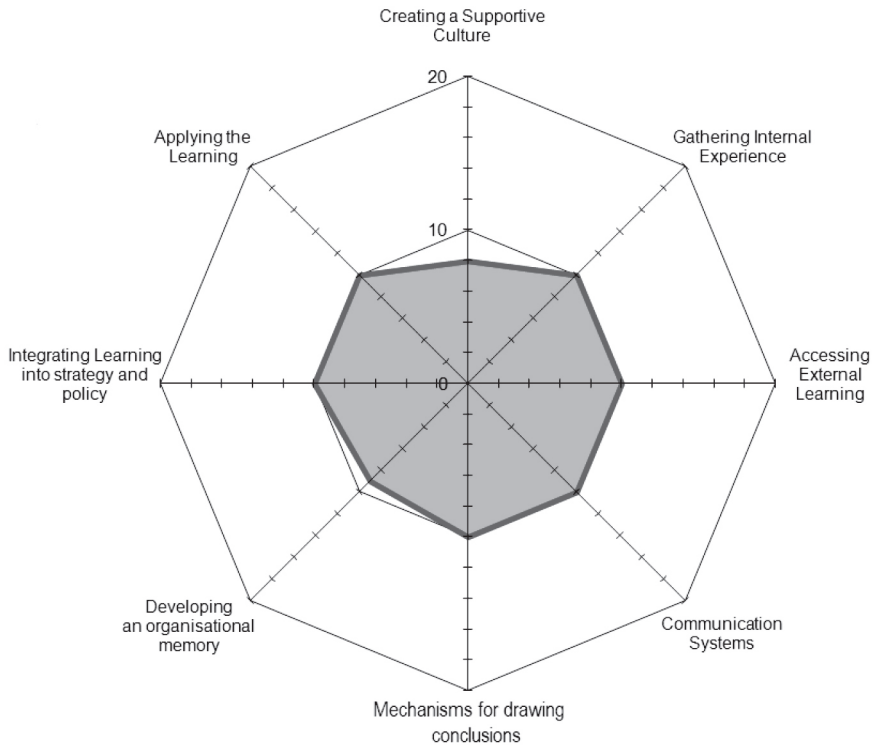 Creating a Supportive
Culture
20
Applying the
Learning
Gathering Internal
Experience
10
Integrating Learning
into strategy and
policy
0
Accessing
External
Learning
Developing
an organisational
memory
Communication
Systems
Mechanisms for drawing
conclusions